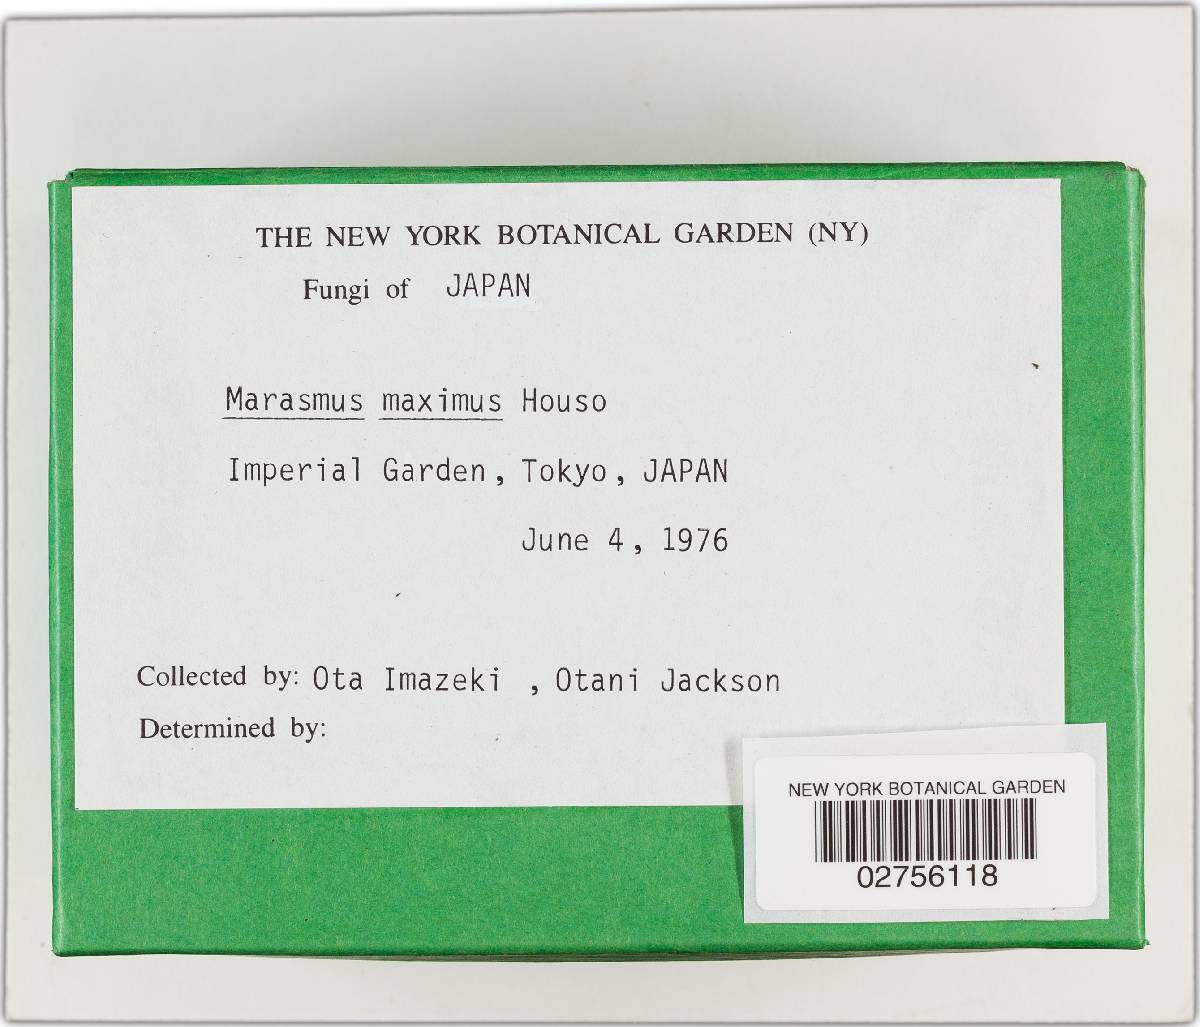 THE NEW YORK BOTANICAL GARDEN (NY)
Fungi of JAPAN
Marasmus maximus Houso
Imperial Garden, Tokyo, JAPAN
June 4, 1976
Collected by: Ota Imazeki , Otani Jackson
Determined by:
NEW YORK BOTANICAL GARDEN
02756118